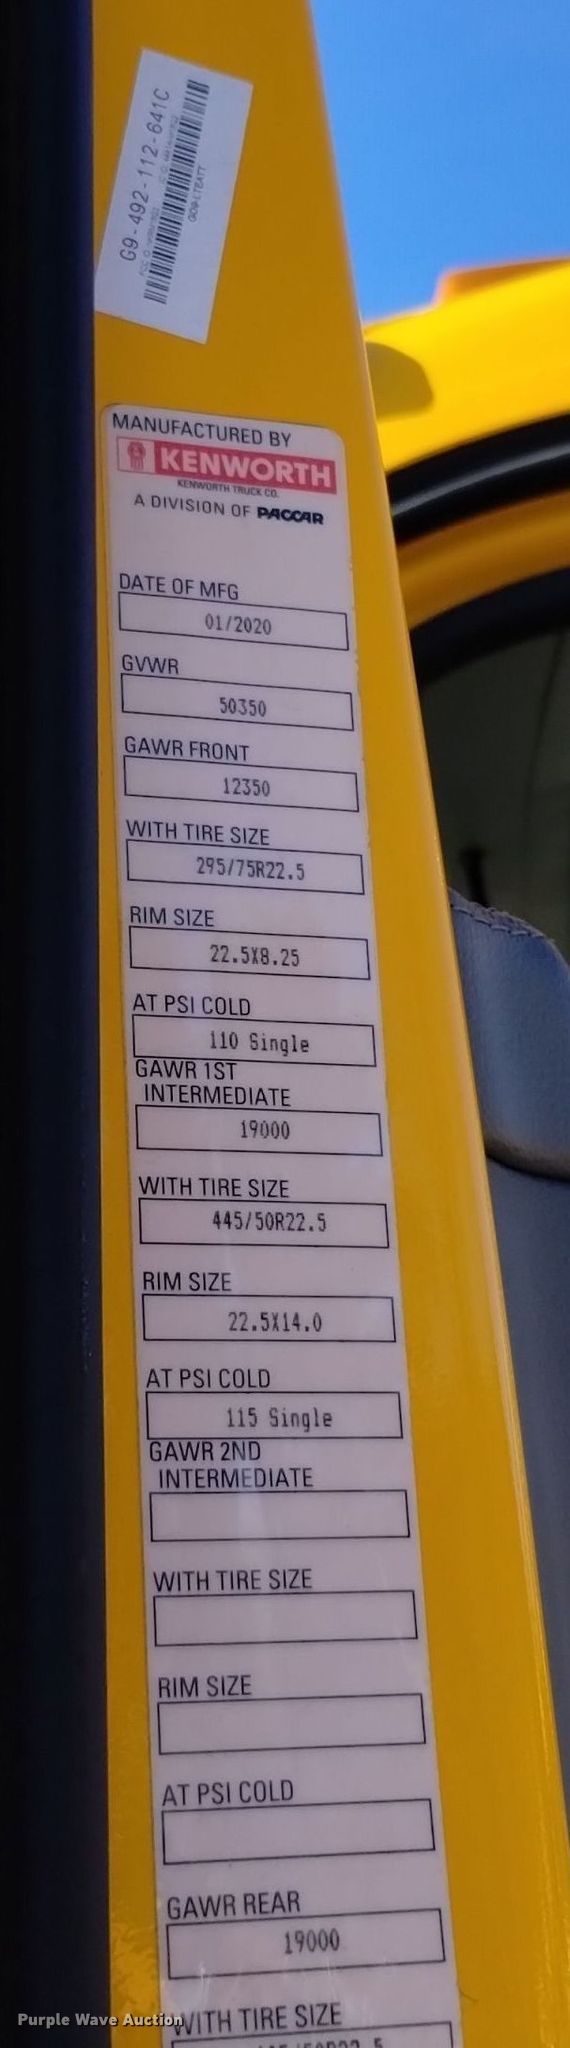 G9-492-112-641C
MANUFACTURED BY
KENWORTH
KENWORTH TRUCK CO.
A DIVISION OF PACCAR
DATE OF MFG
01/2020
GVWR
50350
GAWR FRONT
12350
WITH TIRE SIZE
295/75R22.5
RIM SIZE
22.5X8.25
AT PSI COLD
110 Single
GAWR 1ST
INTERMEDIATE
19000
WITH TIRE SIZE
445/50R22.5
RIM SIZE
22.5X14.0
AT PSI COLD
115 Single
GAWR 2ND
INTERMEDIATE
WITH TIRE SIZE
RIM SIZE
AT PSI COLD
GAWR REAR
19000
WITH TIRE SIZE
Purple Wave Auction